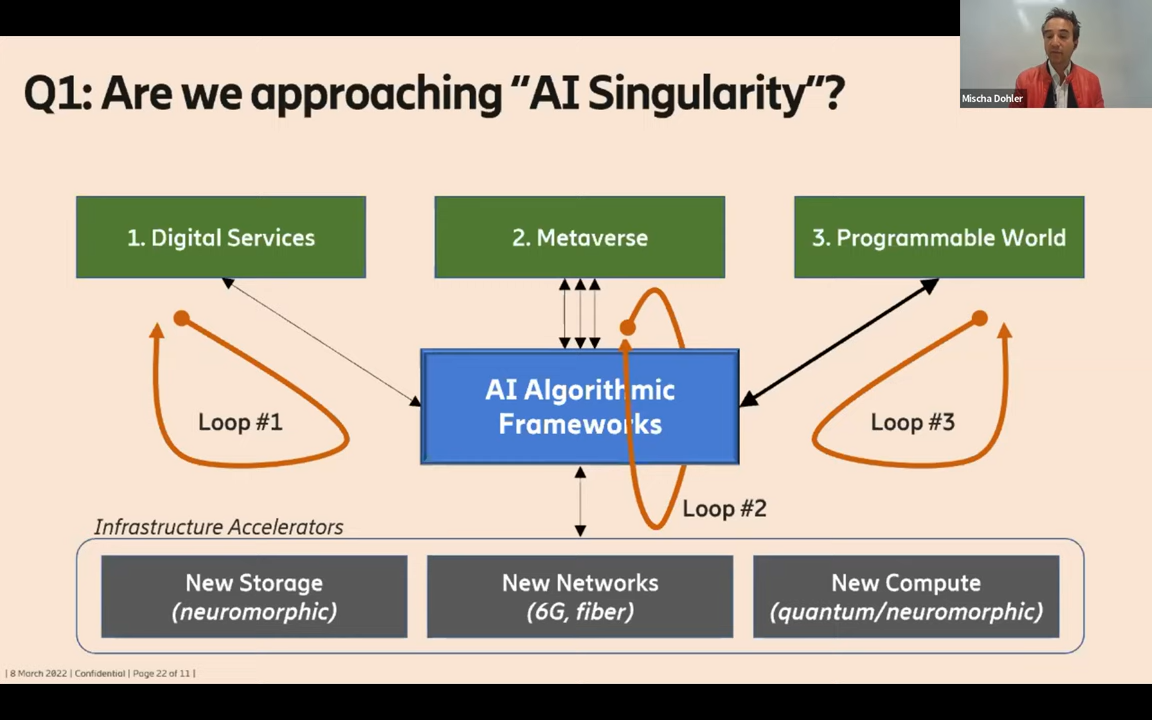 Q1: Are we approaching “AI Singularity”?
Mischa Dohler
1. Digital Services
2. Metaverse
3. Programmable World
AI Algorithmic
Frameworks
Loop #1
Loop #3
Loop #2
Infrastructure Accelerators
New Storage
(neuromorphic)
New Networks
(6G, fiber)
New Compute
(quantum/neuromorphic)
| 8 March 2022 | Confidential | Page 22 of 11 |